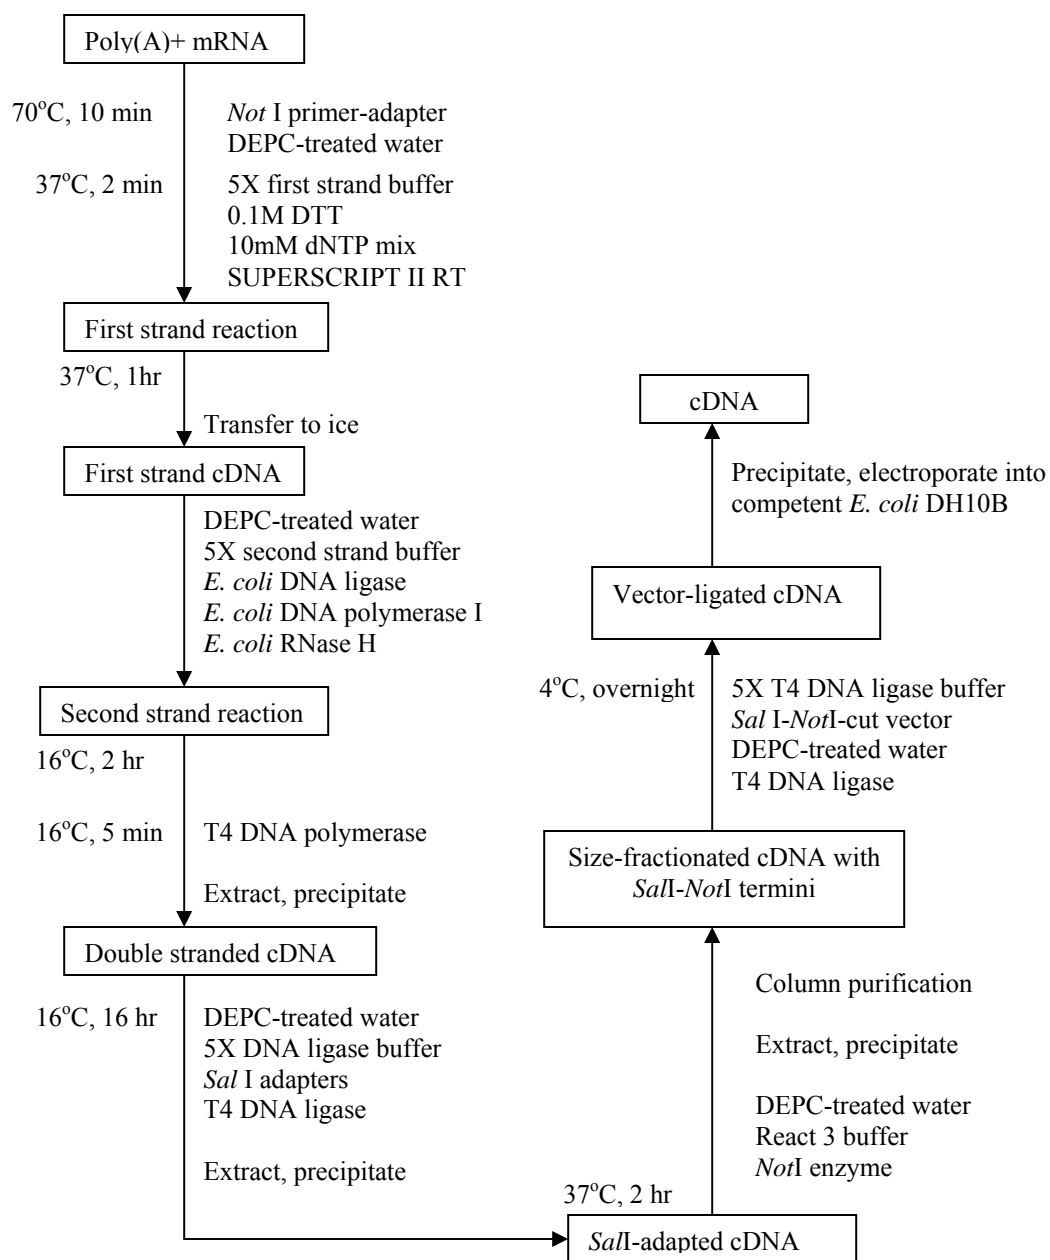 Poly(A)+ mRNA
70°C, 10 min
Not I primer-adapter
DEPC-treated water
37°C, 2 min
5X first strand buffer
0.1M DTT
10mM dNTP mix
SUPERSCRIPT II RT
First strand reaction
37°C, 1hr
Transfer to ice
First strand cDNA
DEPC-treated water
5X second strand buffer
E. coli DNA ligase
E. coli DNA polymerase I
E. coli RNase H
Second strand reaction
16°C, 2 hr
16°C, 5 min
T4 DNA polymerase
Extract, precipitate
Double stranded cDNA
16°C, 16 hr
DEPC-treated water
5X DNA ligase buffer
Sal I adapters
T4 DNA ligase
Extract, precipitate
SalI-adapted cDNA
37°C, 2 hr
Column purification
Extract, precipitate
DEPC-treated water
React 3 buffer
NotI enzyme
Size-fractionated cDNA with
SalI-NotI termini
4°C, overnight
5X T4 DNA ligase buffer
Sal I-NotI-cut vector
DEPC-treated water
T4 DNA ligase
Vector-ligated cDNA
Precipitate, electroporate into
competent E. coli DH10B
cDNA